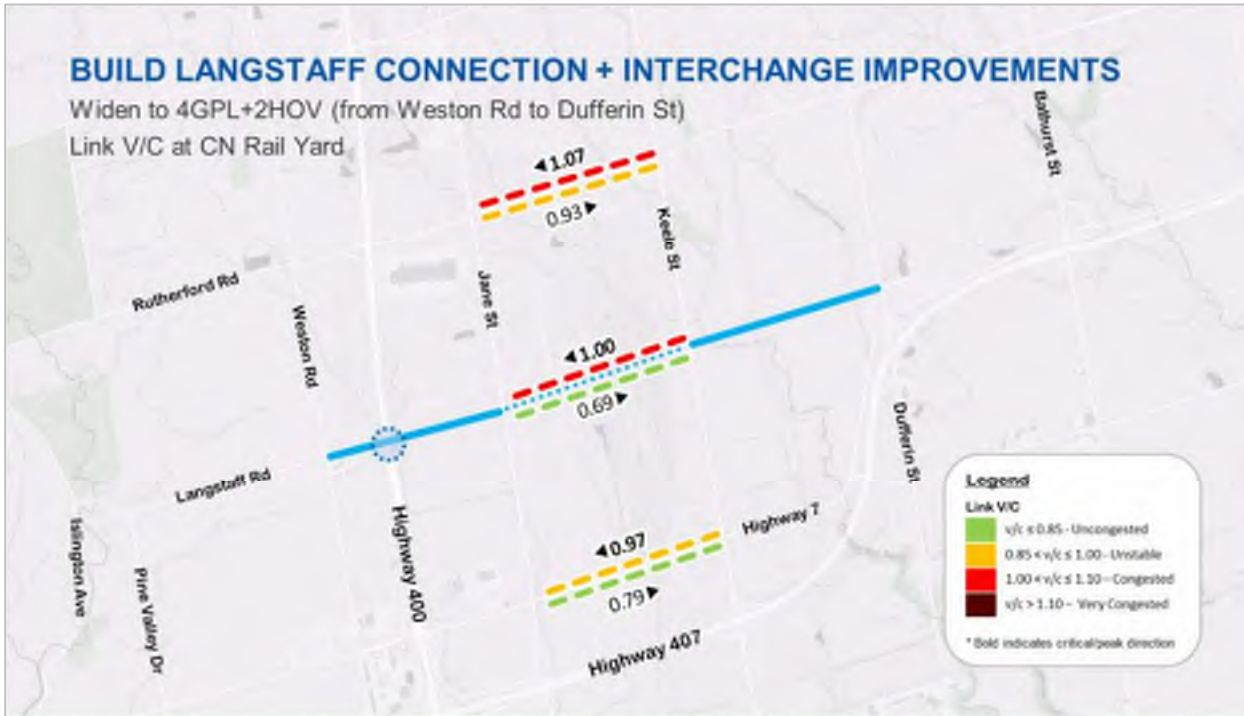 BUILD LANGSTAFF CONNECTION + INTERCHANGE IMPROVEMENTS
Widen to 4GPL+2HOV (from Weston Rd to Dufferin St)
Link V/C at CN Rail Yard
Bathurst St
◄1.07
0.93►
Keele St
Rutherford Rd
Jane St
Weston Rd
◄1.00
0.69►
Dufferin St
Langstaff Rd
Highway 400
Islington Ave
Pine Valley Dr
Highway 7
◄0.97
0.79►
Highway 407
Legend
Link V/C
v/c ≤ 0.85 - Uncongested
0.85 < v/c ≤ 1.00 - Unstable
1.00 < v/c ≤ 1.10 – Congested
v/c > 1.10 – Very Congested
* Bold indicates critical/peak direction